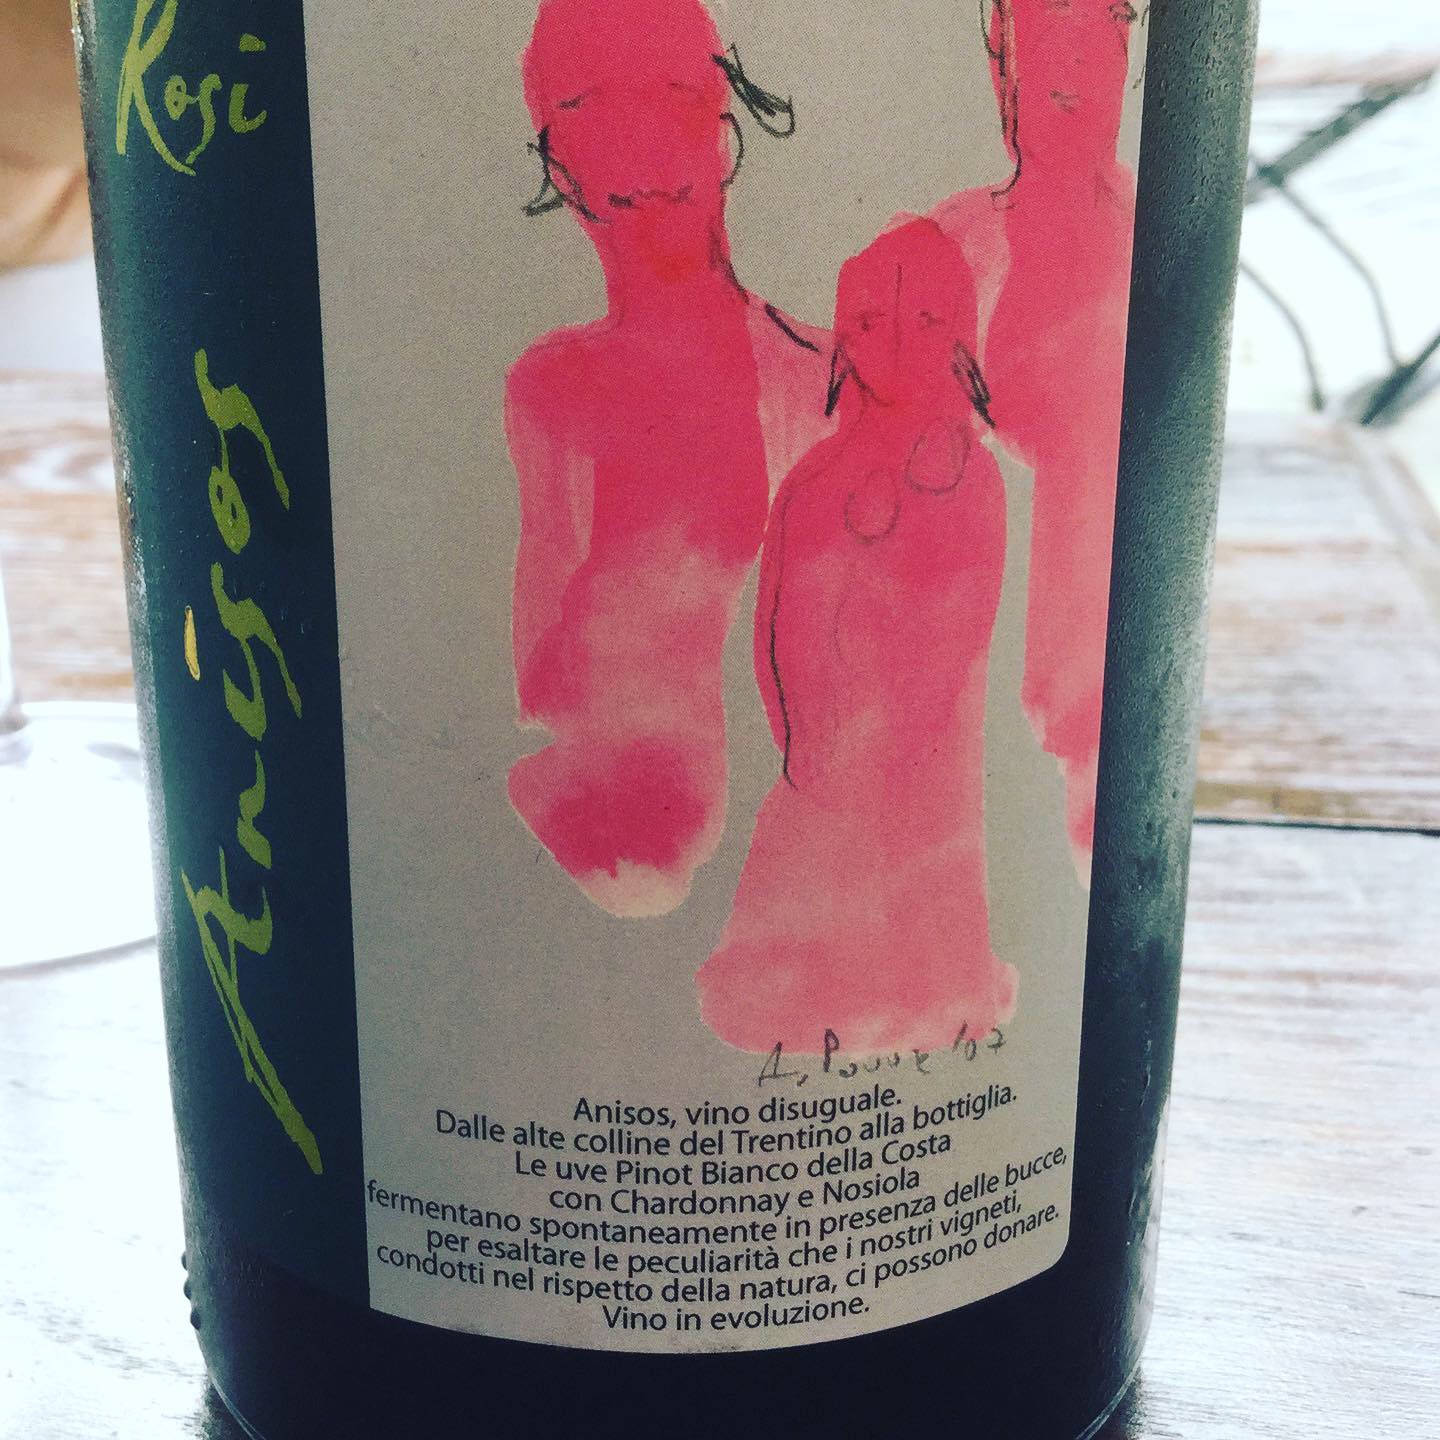 Rosi
Anisos
'07
Anisos, vino disuguale.
Dalle alte colline del Trentino alla bottiglia.
Le uve Pinot Bianco della Costa
con Chardonnay e Nosiola
fermentano spontaneamente in presenza delle bucce,
per esaltare le peculiarità che i nostri vigneti,
condotti nel rispetto della natura, ci possono donare.
Vino in evoluzione.